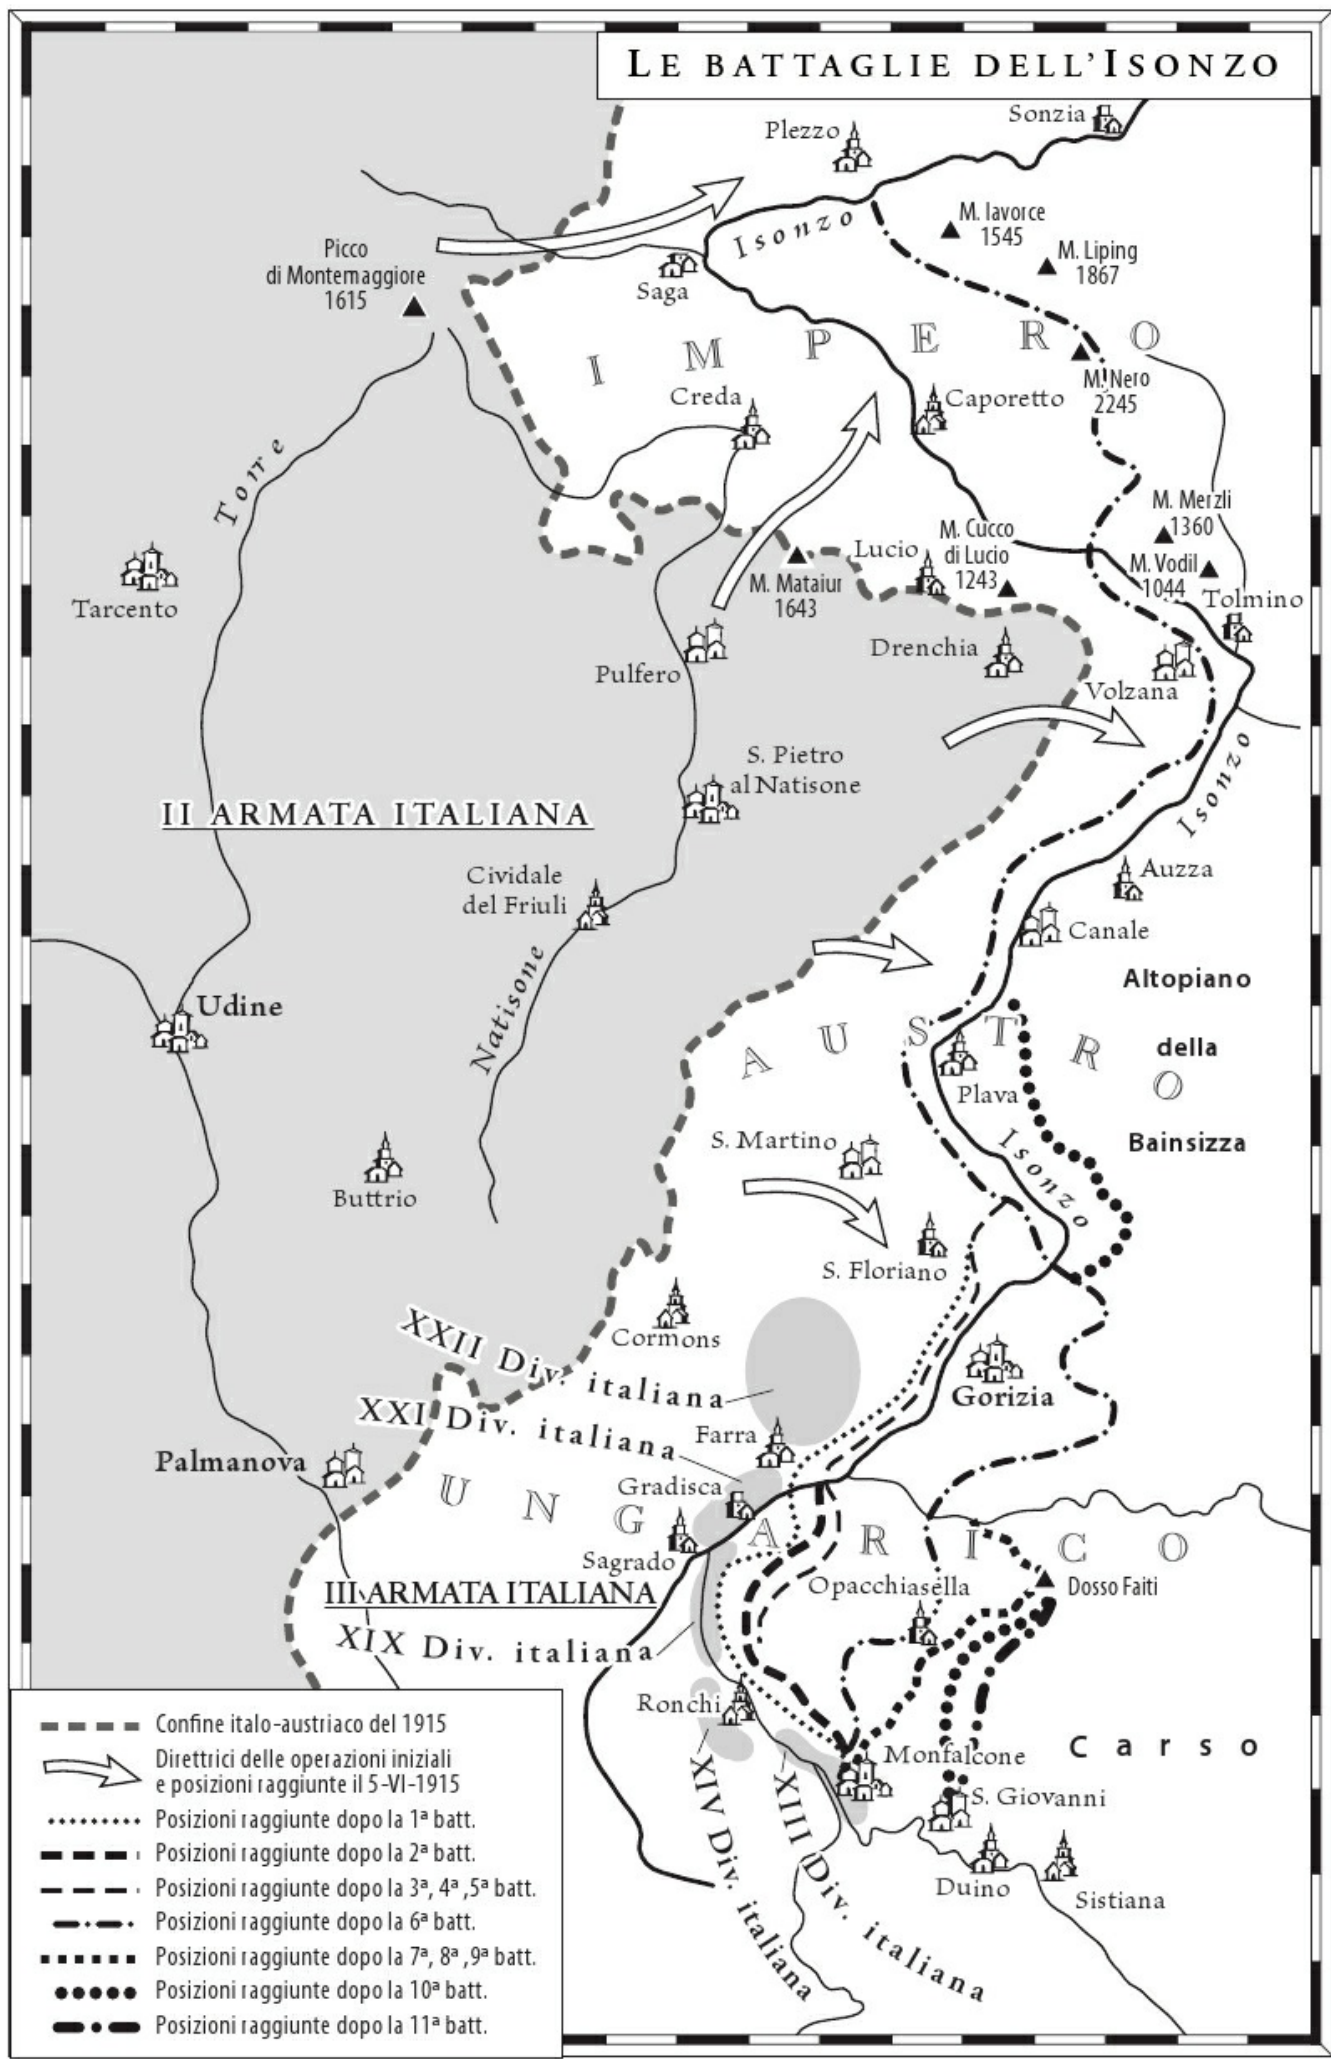 LE BATTAGLIE DELL'ISONZO
Sonzia
Plezzo
Isonzo
M. Iavorce
1545
M. Liping
1867
Picco
di Montemaggiore
1615
Saga
IMPERO
M. Nero
2245
Creda
Caporetto
Torre
M. Merzli
1360
M. Cucco
di Lucio
1243
Lucio
M. Vodil
1044
M. Mataiur
1643
Tolmino
Tarcento
Drenchia
Pulfero
Volzana
Isonzo
S. Pietro
al Natisone
II ARMATA ITALIANA
Auzza
Cividale
del Friuli
Canale
Natisone
Altopiano
della
Bainsizza
Udine
AUSTRO
Plava
Isonzo
S. Martino
Buttrio
S. Floriano
Cormons
XXII Div. italiana
Gorizia
XXI Div. italiana
Farra
Palmanova
Gradisca
UNGARICO
Sagrado
III ARMATA ITALIANA
Opacchiasella
Dosso Faiti
XIX Div. italiana
Ronchi
Carso
Monfalcone
XIV Div. italiana
XIII Div. italiana
S. Giovanni
Duino
Sistiana
Confine italo-austriaco del 1915
Direttrici delle operazioni iniziali
e posizioni raggiunte il 5-VI-1915
Posizioni raggiunte dopo la 1ª batt.
Posizioni raggiunte dopo la 2ª batt.
Posizioni raggiunte dopo la 3ª, 4ª ,5ª batt.
Posizioni raggiunte dopo la 6ª batt.
Posizioni raggiunte dopo la 7ª, 8ª ,9ª batt.
Posizioni raggiunte dopo la 10ª batt.
Posizioni raggiunte dopo la 11ª batt.